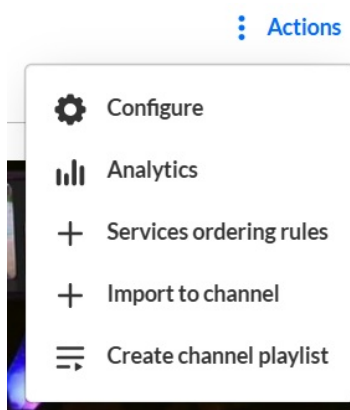 Actions
Configure
Analytics
Services ordering rules
Import to channel
Create channel playlist